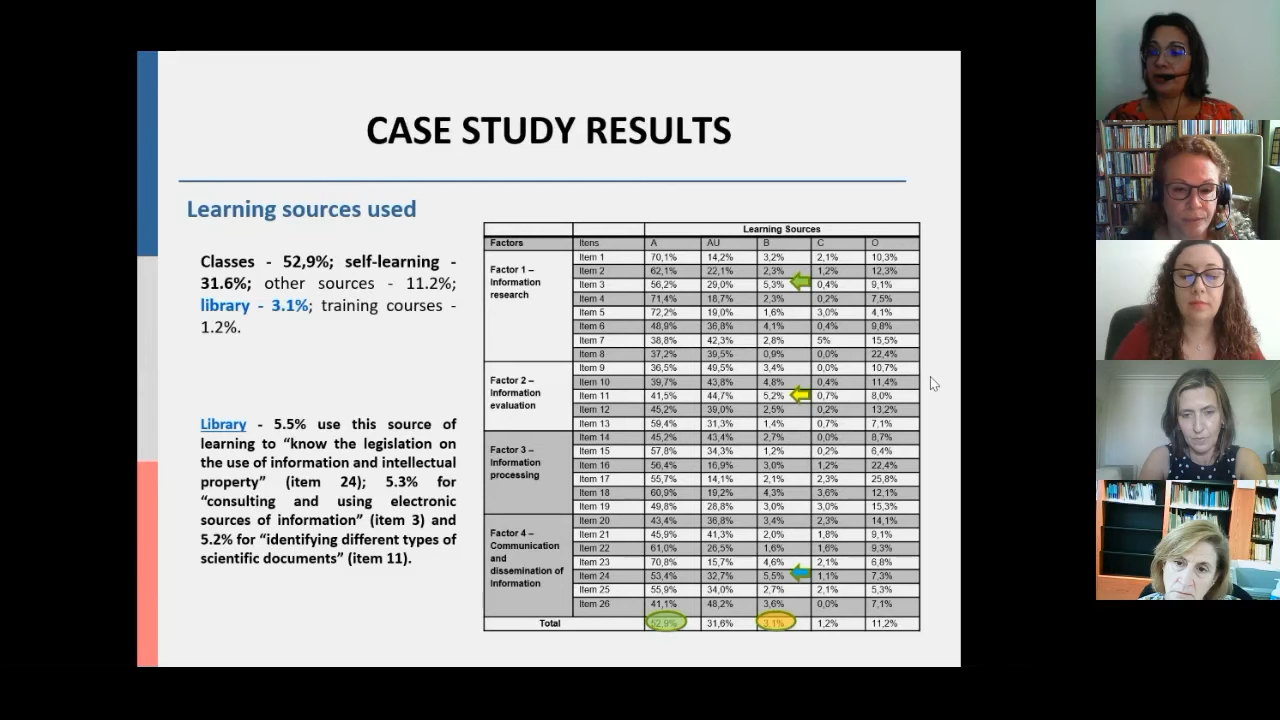 CASE STUDY RESULTS
Learning sources used
Classes - 52,9%; self-learning -
31.6%; other sources - 11.2%;
library - 3.1%; training courses -
1.2%.
Library - 5.5% use this source of
learning to “know the legislation on
the use of information and intellectual
property” (item 24); 5.3% for
“consulting and using electronic
sources of information” (item 3) and
5.2% for “identifying different types of
scientific documents” (item 11).
Learning Sources
Factors Itens A AU B C O
Factor 1 –
Information
research
Item 1 70,1% 14,2% 3,2% 2,1% 10,3%
Item 2 62,1% 22,1% 2,3% 1,2% 12,3%
Item 3 56,2% 29,0% 5,3% 0,4% 9,1%
Item 4 71,4% 18,7% 2,3% 0,2% 7,5%
Item 5 72,2% 19,0% 1,6% 3,0% 4,1%
Item 6 48,9% 36,8% 4,1% 0,4% 9,8%
Item 7 38,8% 42,3% 2,8% 5% 15,5%
Item 8 37,2% 39,5% 0,9% 0,0% 22,4%
Factor 2 –
Information
evaluation
Item 9 36,5% 49,5% 3,4% 0,0% 10,7%
Item 10 39,7% 43,8% 4,8% 0,4% 11,4%
Item 11 41,5% 44,7% 5,2% 0,7% 8,0%
Item 12 45,2% 39,0% 2,5% 0,2% 13,2%
Item 13 59,4% 31,3% 1,4% 0,7% 7,1%
Factor 3 –
Information
processing
Item 14 45,2% 43,4% 2,7% 0,0% 8,7%
Item 15 57,8% 34,3% 1,2% 0,2% 6,4%
Item 16 56,4% 16,9% 3,0% 1,2% 22,4%
Item 17 55,7% 14,1% 2,1% 2,3% 25,8%
Item 18 60,9% 19,2% 4,3% 3,6% 12,1%
Item 19 49,8% 28,8% 3,0% 3,0% 15,3%
Factor 4 –
Communication
and
dissemination of
Information
Item 20 43,4% 36,8% 3,4% 2,3% 14,1%
Item 21 45,9% 41,3% 2,0% 1,8% 9,1%
Item 22 61,0% 26,5% 1,6% 1,6% 9,3%
Item 23 70,8% 15,7% 4,6% 2,1% 6,8%
Item 24 53,4% 32,7% 5,5% 1,1% 7,3%
Item 25 55,9% 34,0% 2,7% 2,1% 5,3%
Item 26 41,1% 48,2% 3,6% 0,0% 7,1%
Total 52,9% 31,6% 3,1% 1,2% 11,2%